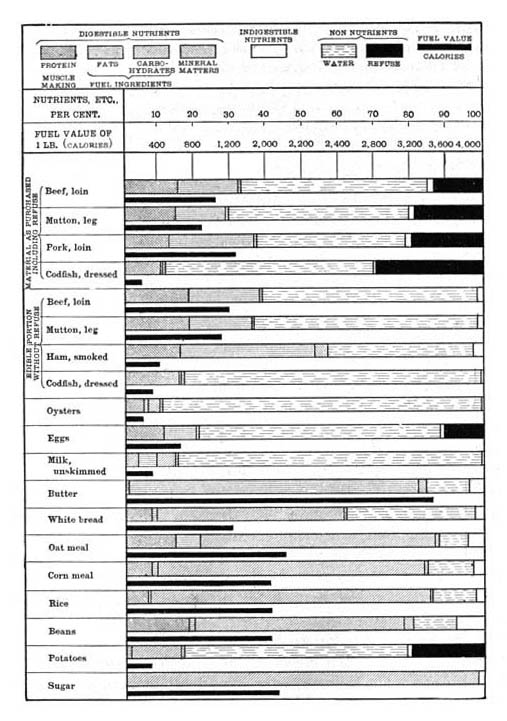 DIGESTIBLE NUTRIENTS
INDIGESTIBLE NUTRIENTS
NON NUTRIENTS
FUEL VALUE
PROTEIN
FATS
CARBO-HYDRATES
MINERAL MATTERS
WATER
REFUSE
CALORIES
MUSCLE MAKING
FUEL INGREDIENTS
NUTRIENTS, ETC.,
PER CENT.
10 20 30 40 50 60 70 80 90 100
FUEL VALUE OF
1 LB. (CALORIES)
400 800 1,200 2,000 2,200 2,400 2,800 3,200 3,600 4,000
MATERIAL AS PURCHASED
INCLUDING REFUSE
Beef, loin
Mutton, leg
Pork, loin
Codfish, dressed
EDIBLE PORTION
WITHOUT REFUSE
Beef, loin
Mutton, leg
Ham, smoked
Codfish, dressed
Oysters
Eggs
Milk,
unskimmed
Butter
White bread
Oat meal
Corn meal
Rice
Beans
Potatoes
Sugar